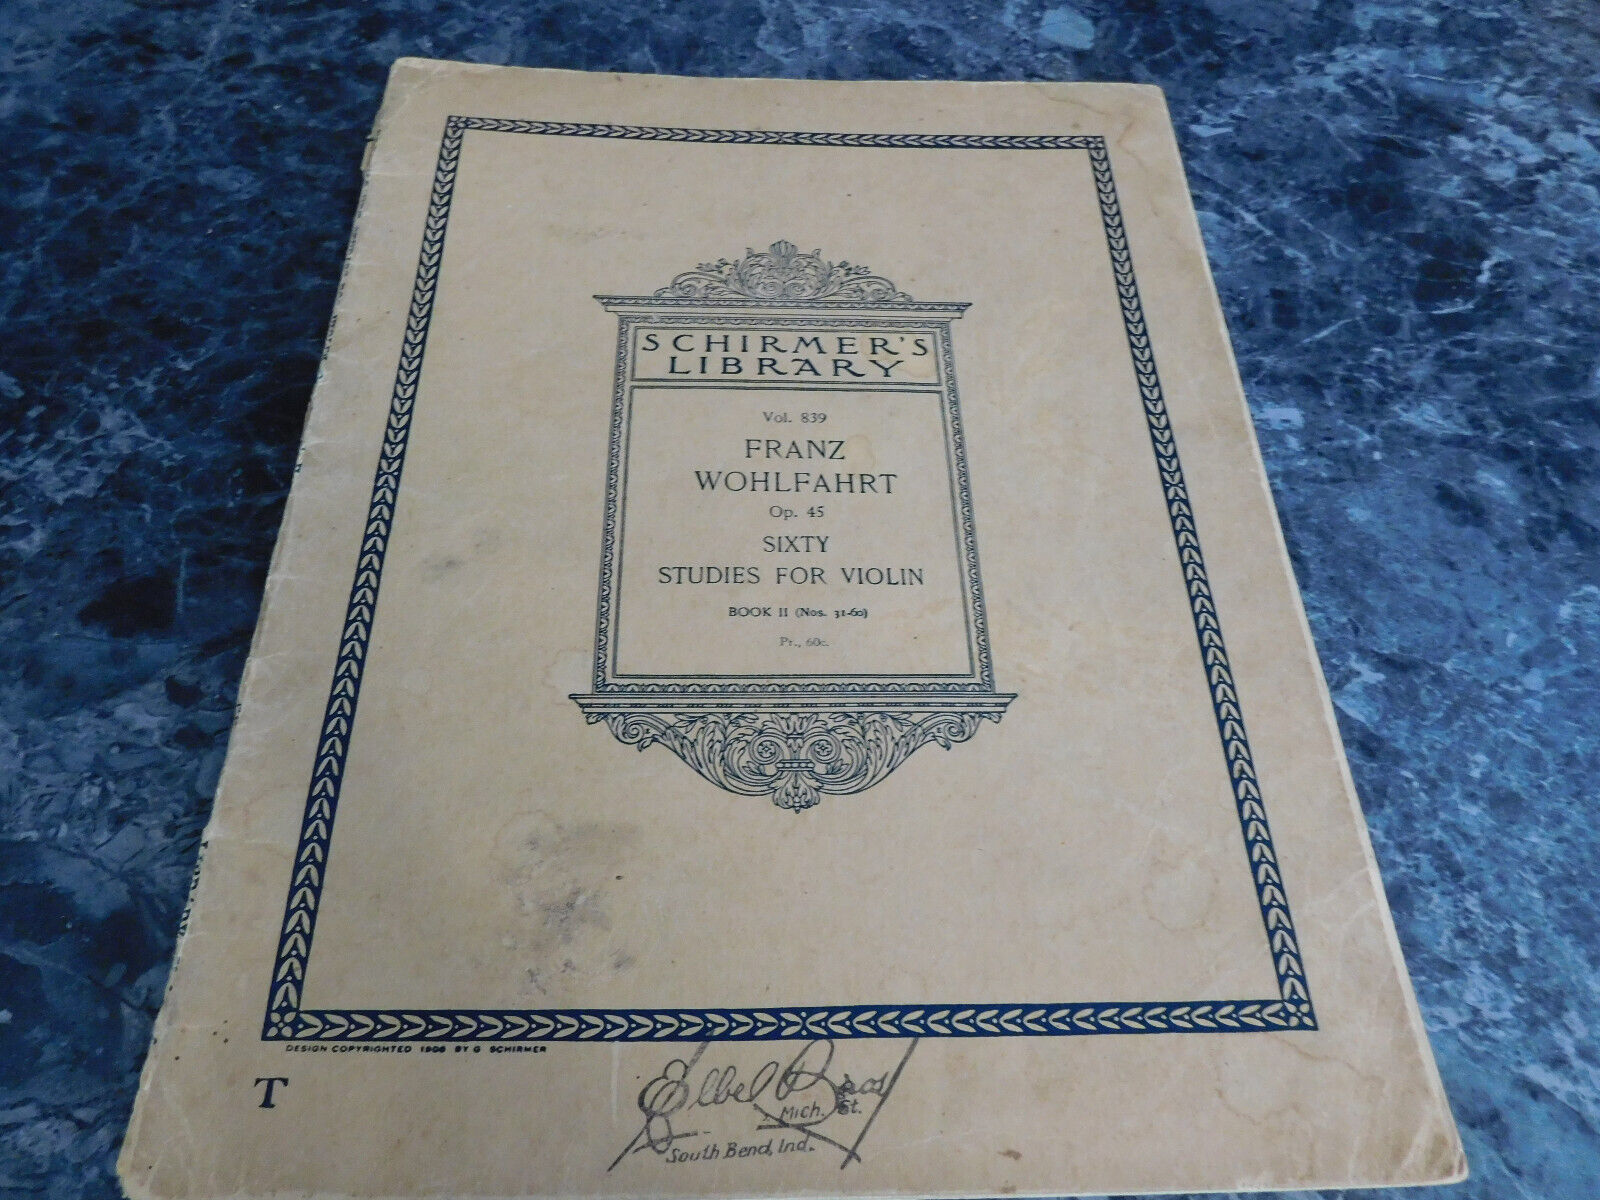 SCHIRMER'S
LIBRARY
Vol. 839
FRANZ
WOHLFAHRT
Op. 45
SIXTY
STUDIES FOR VIOLIN
BOOK II (Nos. 31-60)
Pr., 60c.
DESIGN COPYRIGHTED 1906 BY G SCHIRMER
T
Elbel Bros
Mich. St.
South Bend, Ind.